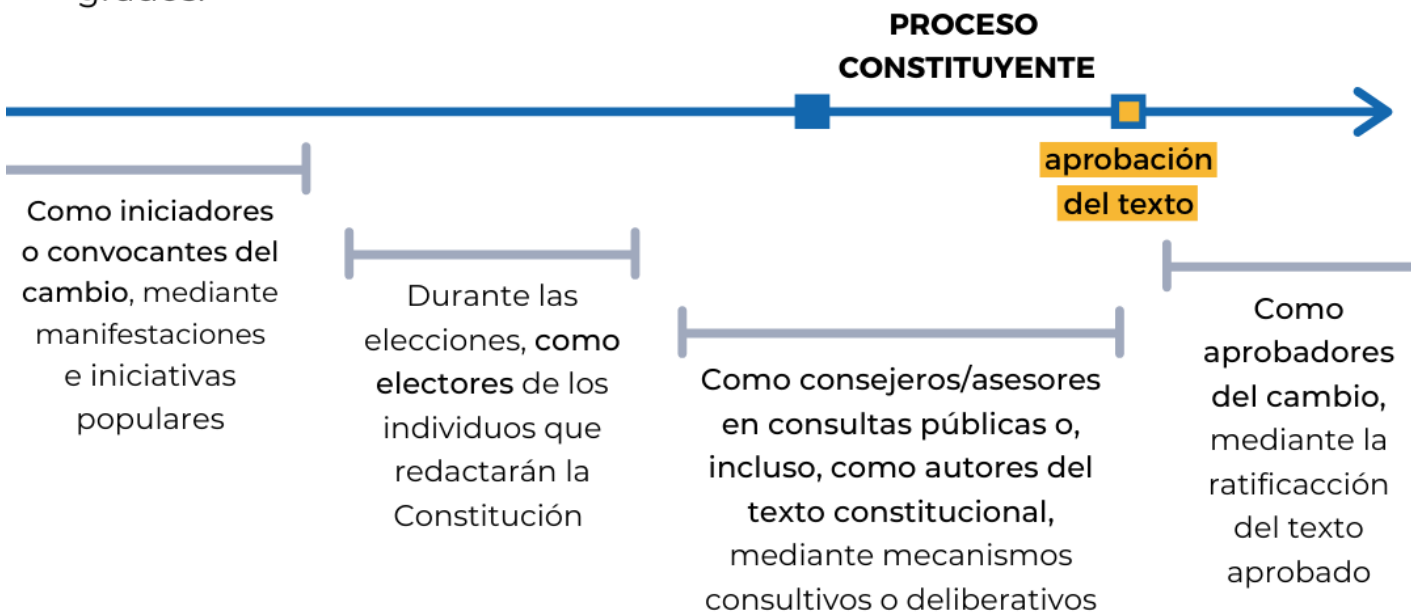 grados.
PROCESO
CONSTITUYENTE
aprobación
del texto
Como iniciadores
o convocantes del
cambio, mediante
manifestaciones
e iniciativas
populares
Durante las
elecciones, como
electores de los
individuos que
redactarán la
Constitución
Como consejeros/asesores
en consultas públicas o,
incluso, como autores del
texto constitucional,
mediante mecanismos
consultivos o deliberativos
Como
aprobadores
del cambio,
mediante la
ratificacción
del texto
aprobado